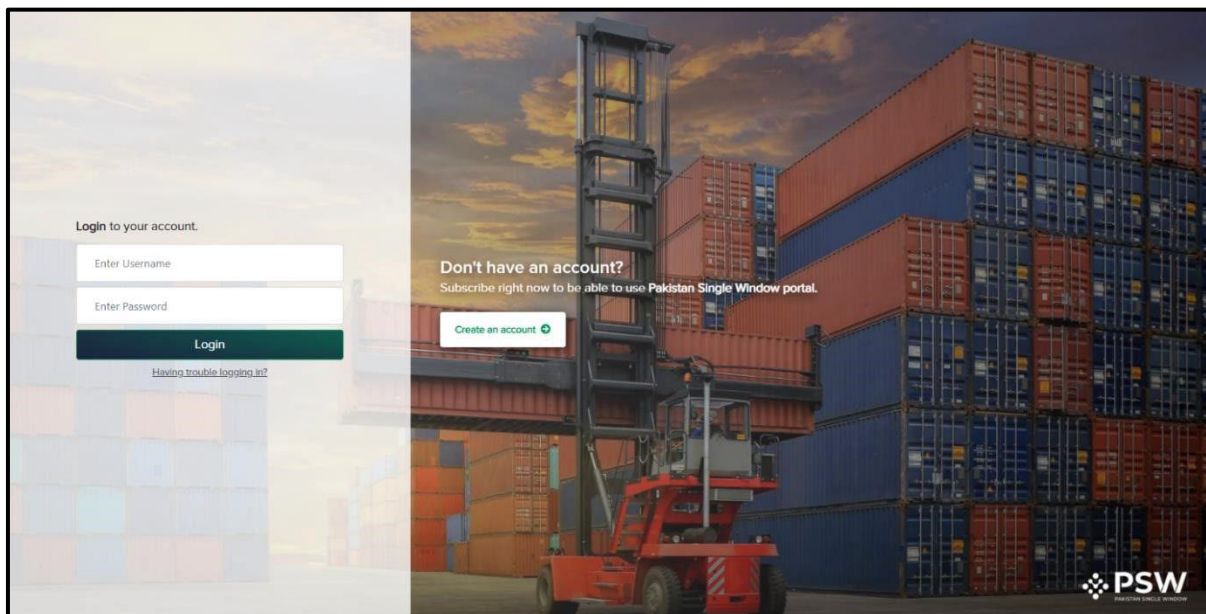 Login to your account.
Enter Username
Enter Password
Login
Having trouble logging in?
Don't have an account?
Subscribe right now to be able to use Pakistan Single Window portal.
Create an account
PSW
PAKISTAN SINGLE WINDOW